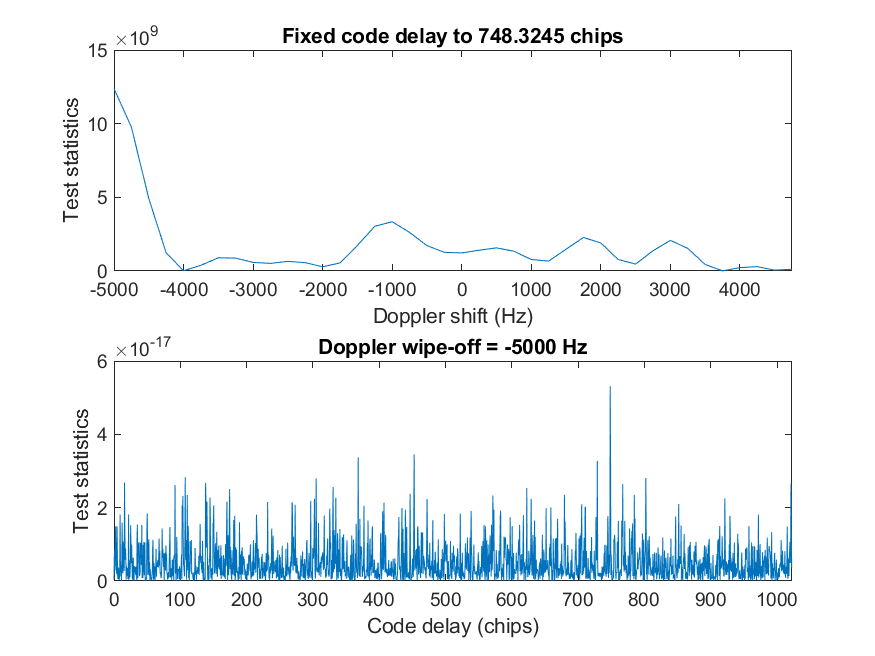 Fixed code delay to 748.3245 chips
×10^9
15
10
5
0
Test statistics
-5000 -4000 -3000 -2000 -1000 0 1000 2000 3000 4000
Doppler shift (Hz)
Doppler wipe-off = -5000 Hz
×10^-17
6
4
2
0
Test statistics
0 100 200 300 400 500 600 700 800 900 1000
Code delay (chips)